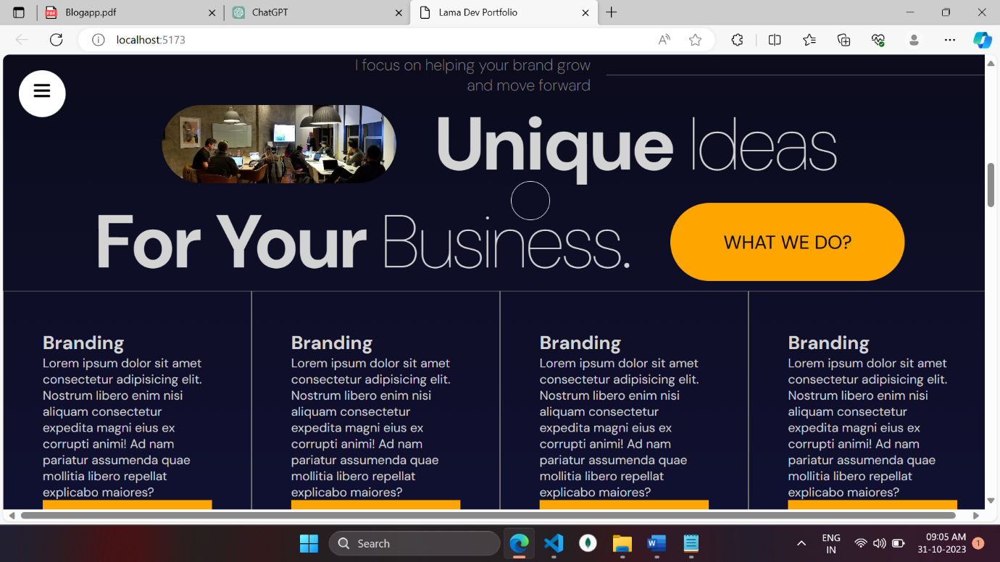 Blogapp.pdf
ChatGPT
Lama Dev Portfolio
localhost:5173
I focus on helping your brand grow
and move forward
Unique Ideas
For Your Business.
WHAT WE DO?
Branding
Lorem ipsum dolor sit amet
consectetur adipisicing elit.
Nostrum libero enim nisi
aliquam consectetur
expedita magni eius ex
corrupti animi! Ad nam
pariatur assumenda quae
mollitia libero repellat
explicabo maiores?
Branding
Lorem ipsum dolor sit amet
consectetur adipisicing elit.
Nostrum libero enim nisi
aliquam consectetur
expedita magni eius ex
corrupti animi! Ad nam
pariatur assumenda quae
mollitia libero repellat
explicabo maiores?
Branding
Lorem ipsum dolor sit amet
consectetur adipisicing elit.
Nostrum libero enim nisi
aliquam consectetur
expedita magni eius ex
corrupti animi! Ad nam
pariatur assumenda quae
mollitia libero repellat
explicabo maiores?
Branding
Lorem ipsum dolor sit amet
consectetur adipisicing elit.
Nostrum libero enim nisi
aliquam consectetur
expedita magni eius ex
corrupti animi! Ad nam
pariatur assumenda quae
mollitia libero repellat
explicabo maiores?
Search
ENG
IN
09:05 AM
31-10-2023
1